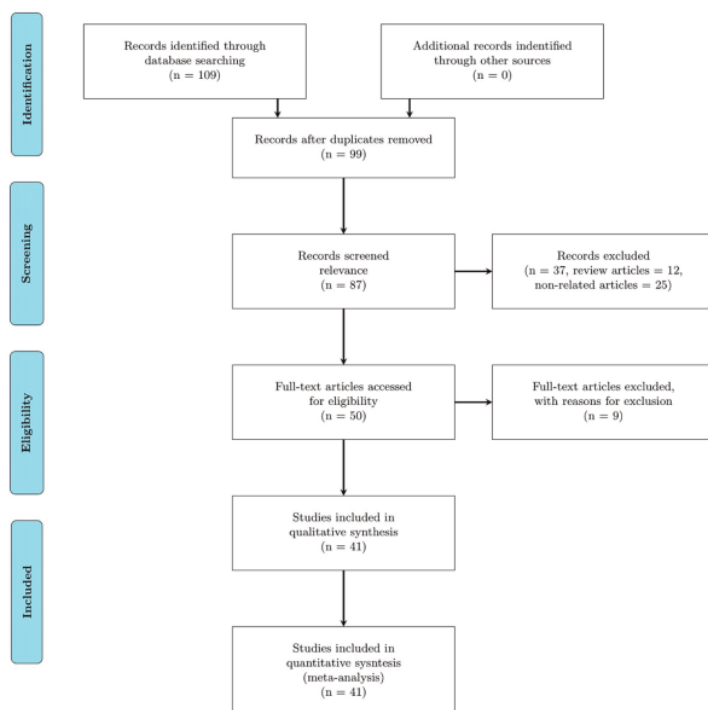 Identification
Records identified through
database searching
(n = 109)
Additional records indentified
through other sources
(n = 0)
Records after duplicates removed
(n = 99)
Screening
Records screened
relevance
(n = 87)
Records excluded
(n = 37, review articles = 12,
non-related articles = 25)
Eligibility
Full-text articles accessed
for eligibility
(n = 50)
Full-text articles excluded,
with reasons for exclusion
(n = 9)
Included
Studies included in
qualitative synthesis
(n = 41)
Studies included in
quantitative sysntesis
(meta-analysis)
(n = 41)